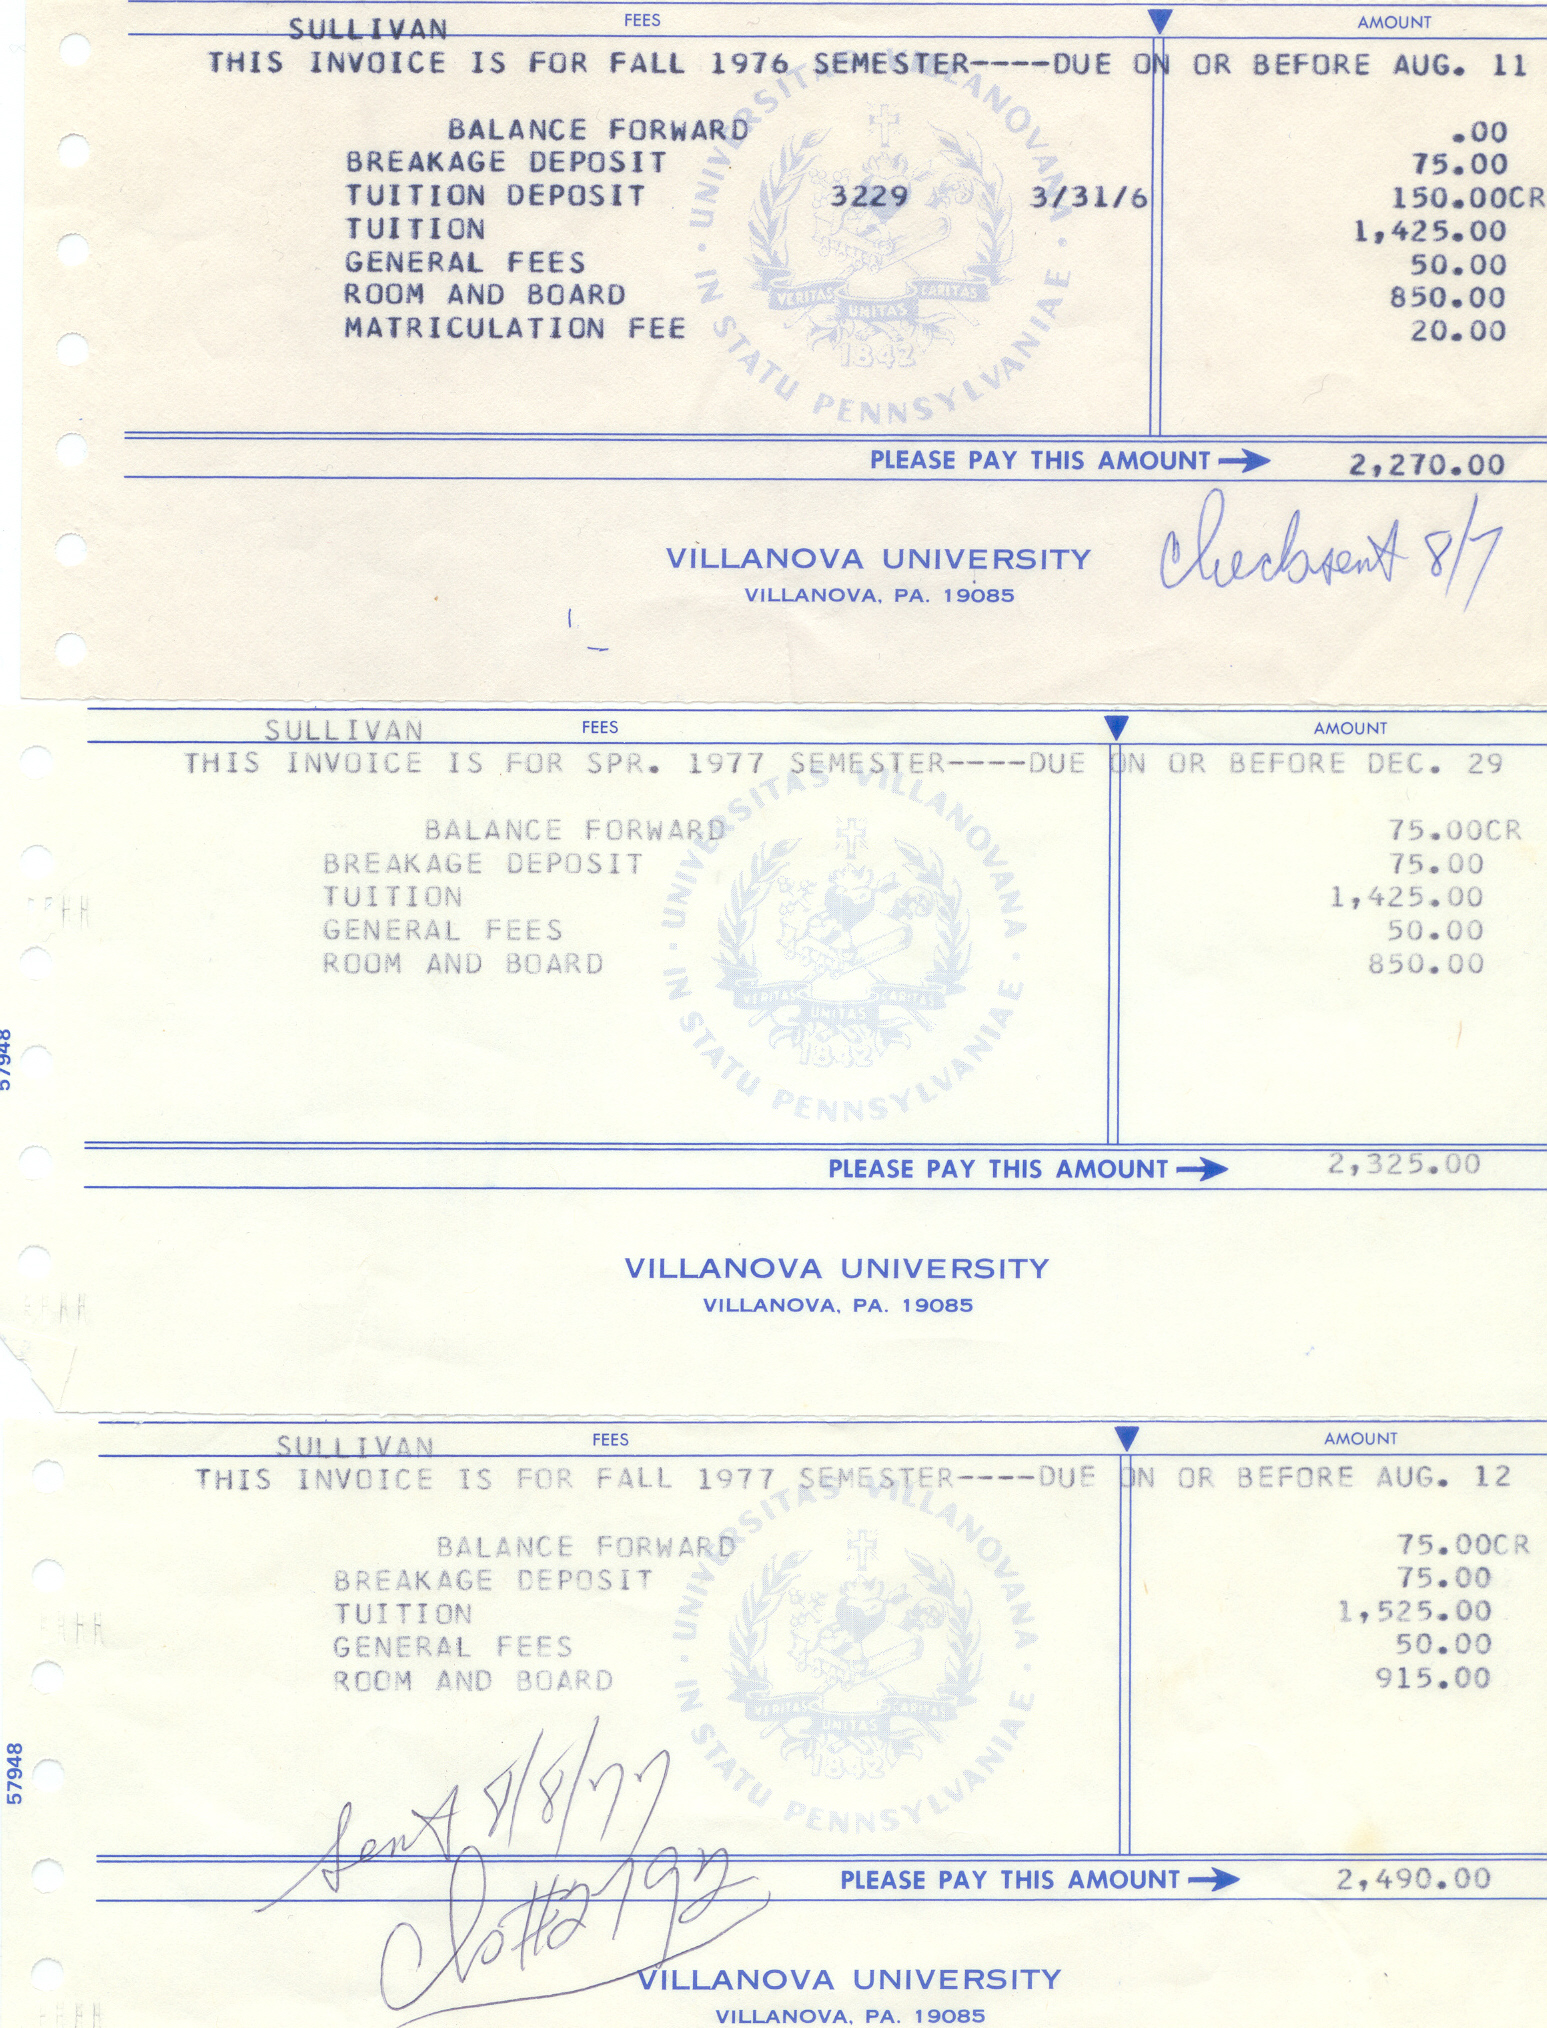 SULLIVAN FEES AMOUNT
THIS INVOICE IS FOR FALL 1976 SEMESTER----DUE ON OR BEFORE AUG. 11
BALANCE FORWARD .00
BREAKAGE DEPOSIT 75.00
TUITION DEPOSIT 3229 3/31/6 150.00CR
TUITION 1,425.00
GENERAL FEES 50.00
ROOM AND BOARD 850.00
MATRICULATION FEE 20.00
UNIVERSITAS VILLANOVANA · IN STATU PENNSYLVANIAE ·
VERITAS UNITAS CARITAS
1842
PLEASE PAY THIS AMOUNT → 2,270.00
Check sent 8/7
VILLANOVA UNIVERSITY
VILLANOVA, PA. 19085
SULLIVAN FEES AMOUNT
THIS INVOICE IS FOR SPR. 1977 SEMESTER----DUE ON OR BEFORE DEC. 29
BALANCE FORWARD 75.00CR
BREAKAGE DEPOSIT 75.00
TUITION 1,425.00
GENERAL FEES 50.00
ROOM AND BOARD 850.00
UNIVERSITAS VILLANOVANA · IN STATU PENNSYLVANIAE ·
VERITAS UNITAS CARITAS
1842
57948
PLEASE PAY THIS AMOUNT → 2,325.00
VILLANOVA UNIVERSITY
VILLANOVA, PA. 19085
SULLIVAN FEES AMOUNT
THIS INVOICE IS FOR FALL 1977 SEMESTER----DUE ON OR BEFORE AUG. 12
BALANCE FORWARD 75.00CR
BREAKAGE DEPOSIT 75.00
TUITION 1,525.00
GENERAL FEES 50.00
ROOM AND BOARD 915.00
UNIVERSITAS VILLANOVANA · IN STATU PENNSYLVANIAE ·
VERITAS UNITAS CARITAS
1842
57948
Sent 8/8/77
PLEASE PAY THIS AMOUNT → 2,490.00
#2792
VILLANOVA UNIVERSITY
VILLANOVA, PA. 19085